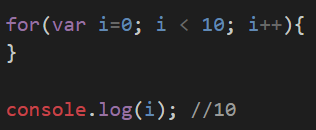 for(var i=0; i < 10; i++){
}
console.log(i); //10